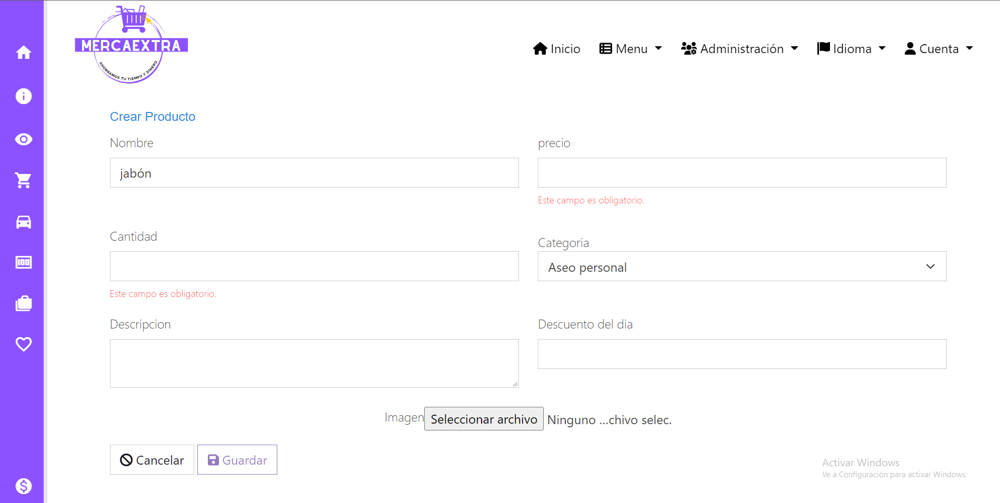 MERCAEXTRA
AHORRAMOS TU TIEMPO Y DINERO
Inicio
Menu
Administración
Idioma
Cuenta
Crear Producto
Nombre
jabón
precio
Este campo es obligatorio.
Cantidad
Este campo es obligatorio.
Categoria
Aseo personal
Descripcion
Descuento del dia
Imagen
Seleccionar archivo
Ninguno ...chivo selec.
Cancelar
Guardar
Activar Windows
Ve a Configuración para activar Windows.
100
$